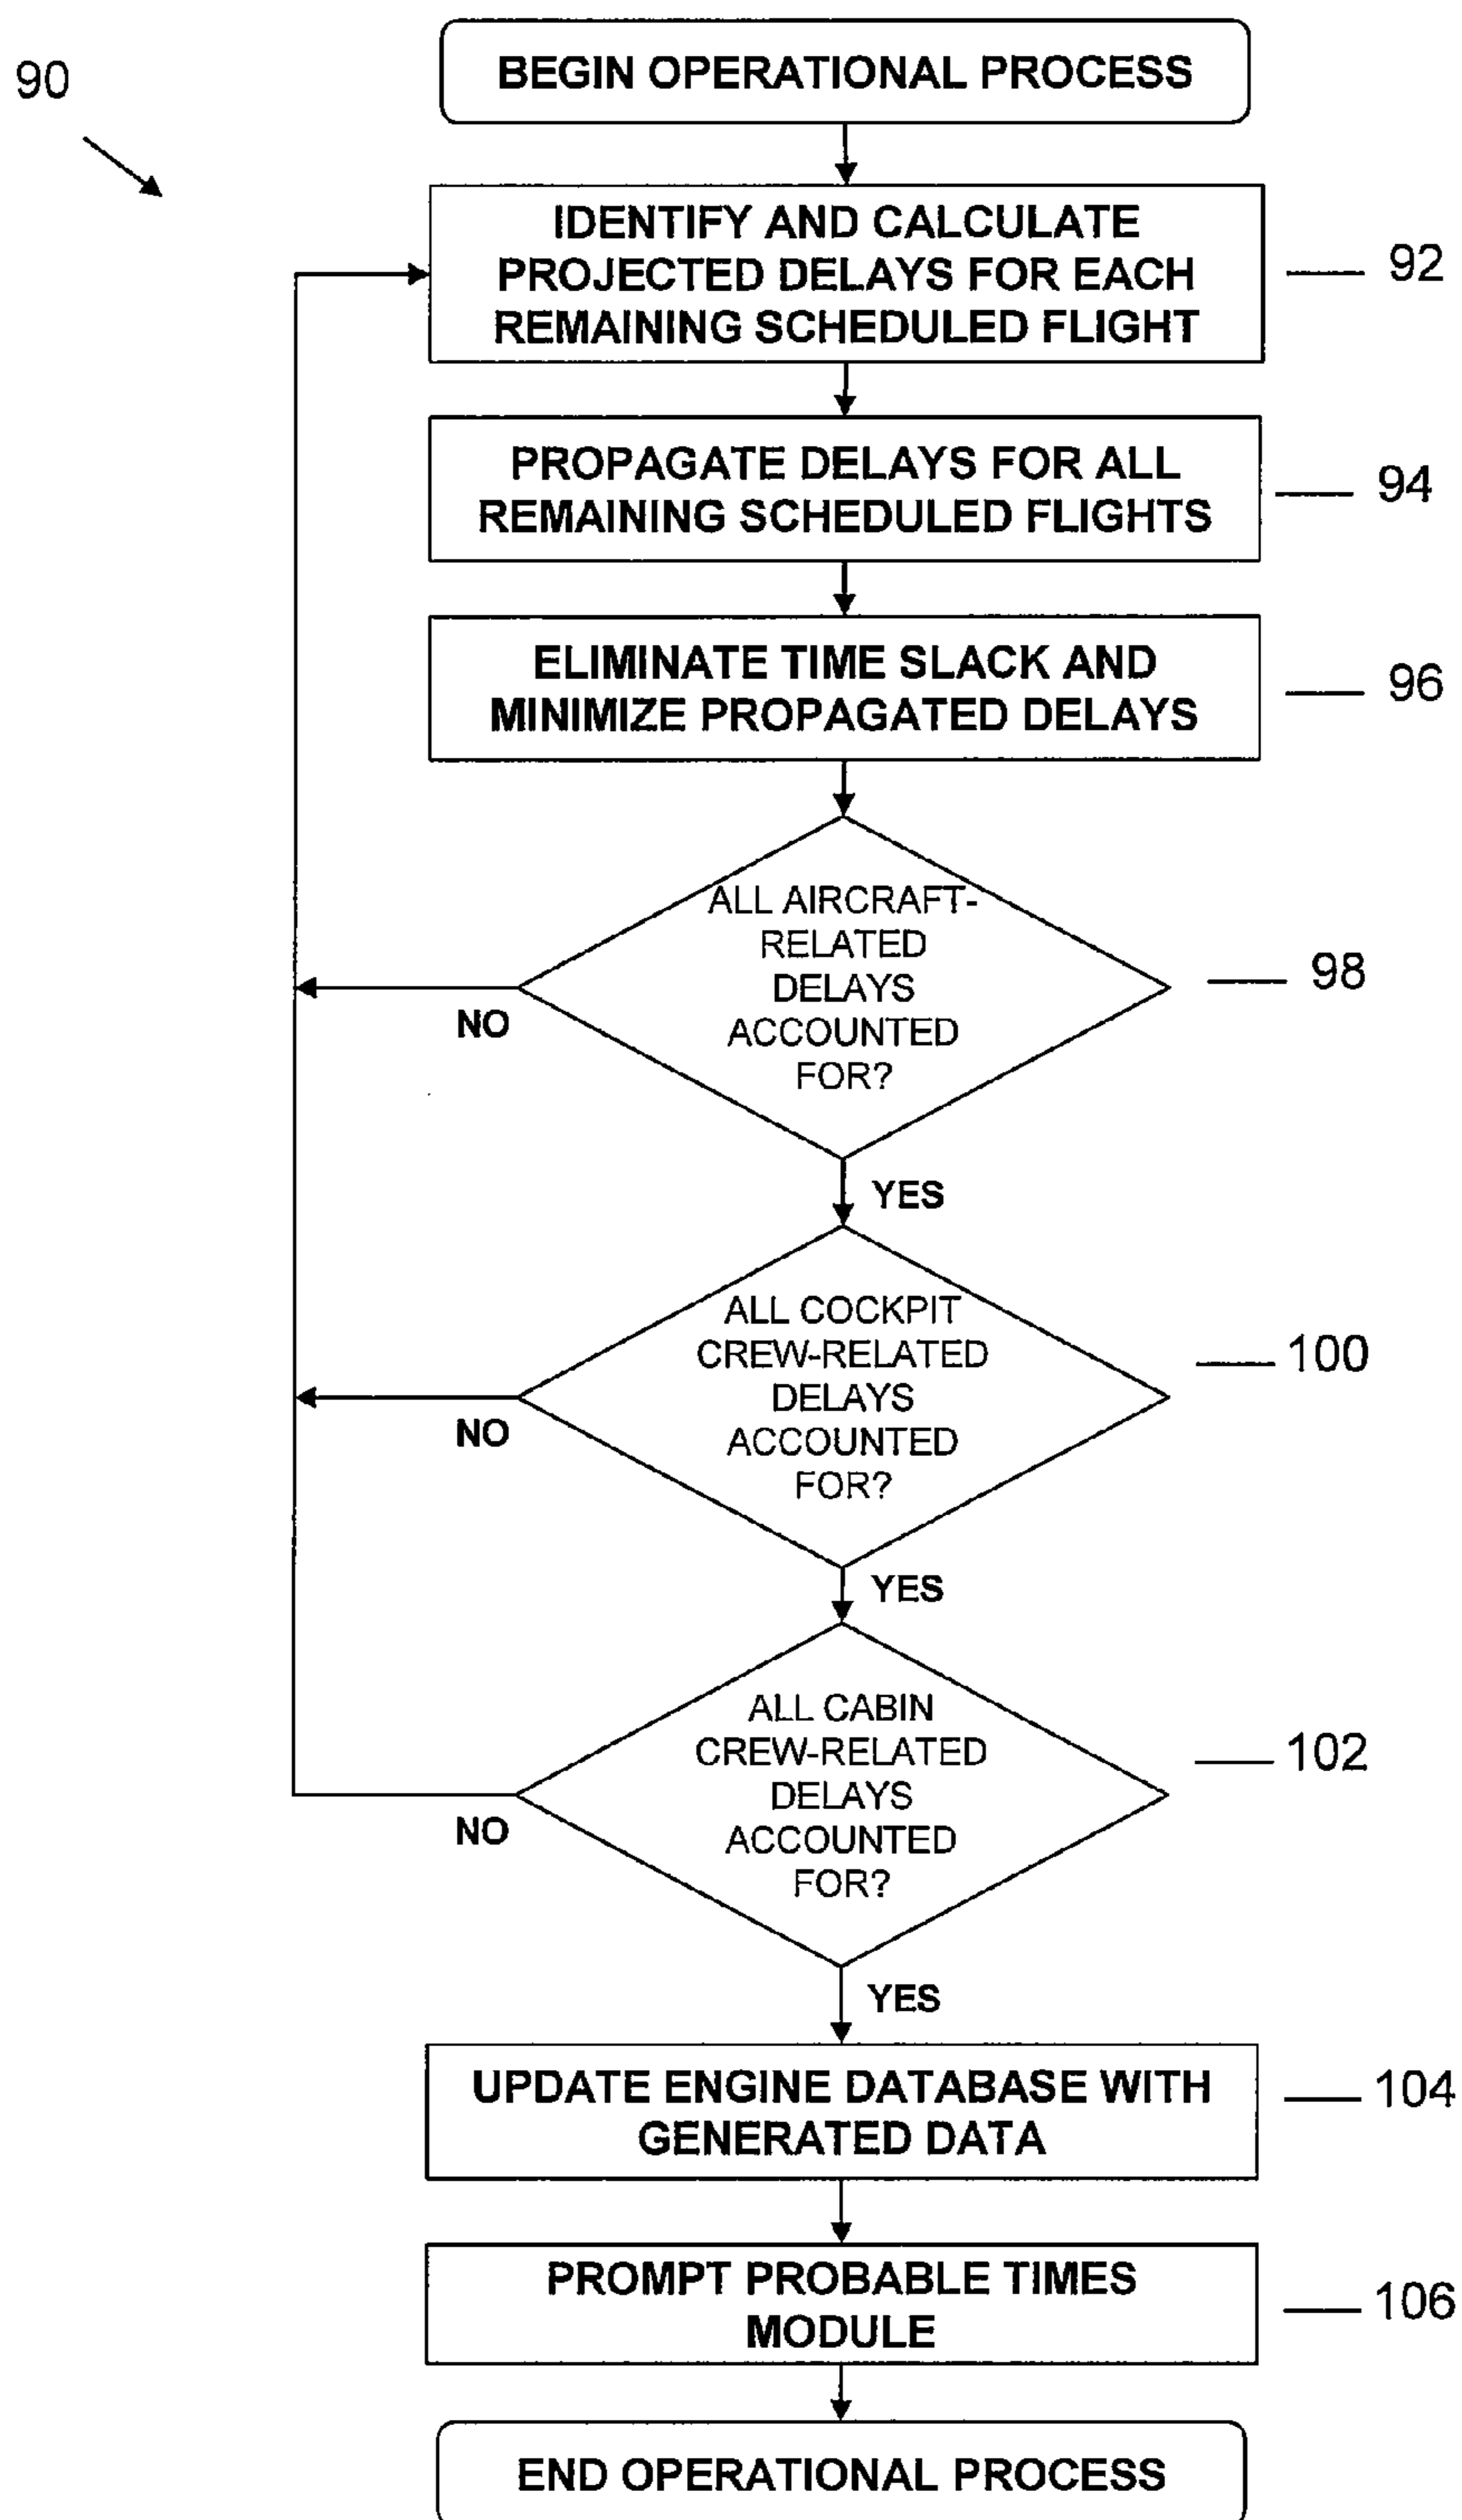 90
BEGIN OPERATIONAL PROCESS
IDENTIFY AND CALCULATE
PROJECTED DELAYS FOR EACH
REMAINING SCHEDULED FLIGHT
92
PROPAGATE DELAYS FOR ALL
REMAINING SCHEDULED FLIGHTS
94
ELIMINATE TIME SLACK AND
MINIMIZE PROPAGATED DELAYS
96
ALL AIRCRAFT-
RELATED
DELAYS
ACCOUNTED
FOR?
98
NO
YES
ALL COCKPIT
CREW-RELATED
DELAYS
ACCOUNTED
FOR?
100
NO
YES
ALL CABIN
CREW-RELATED
DELAYS
ACCOUNTED
FOR?
102
NO
YES
UPDATE ENGINE DATABASE WITH
GENERATED DATA
104
PROMPT PROBABLE TIMES
MODULE
106
END OPERATIONAL PROCESS